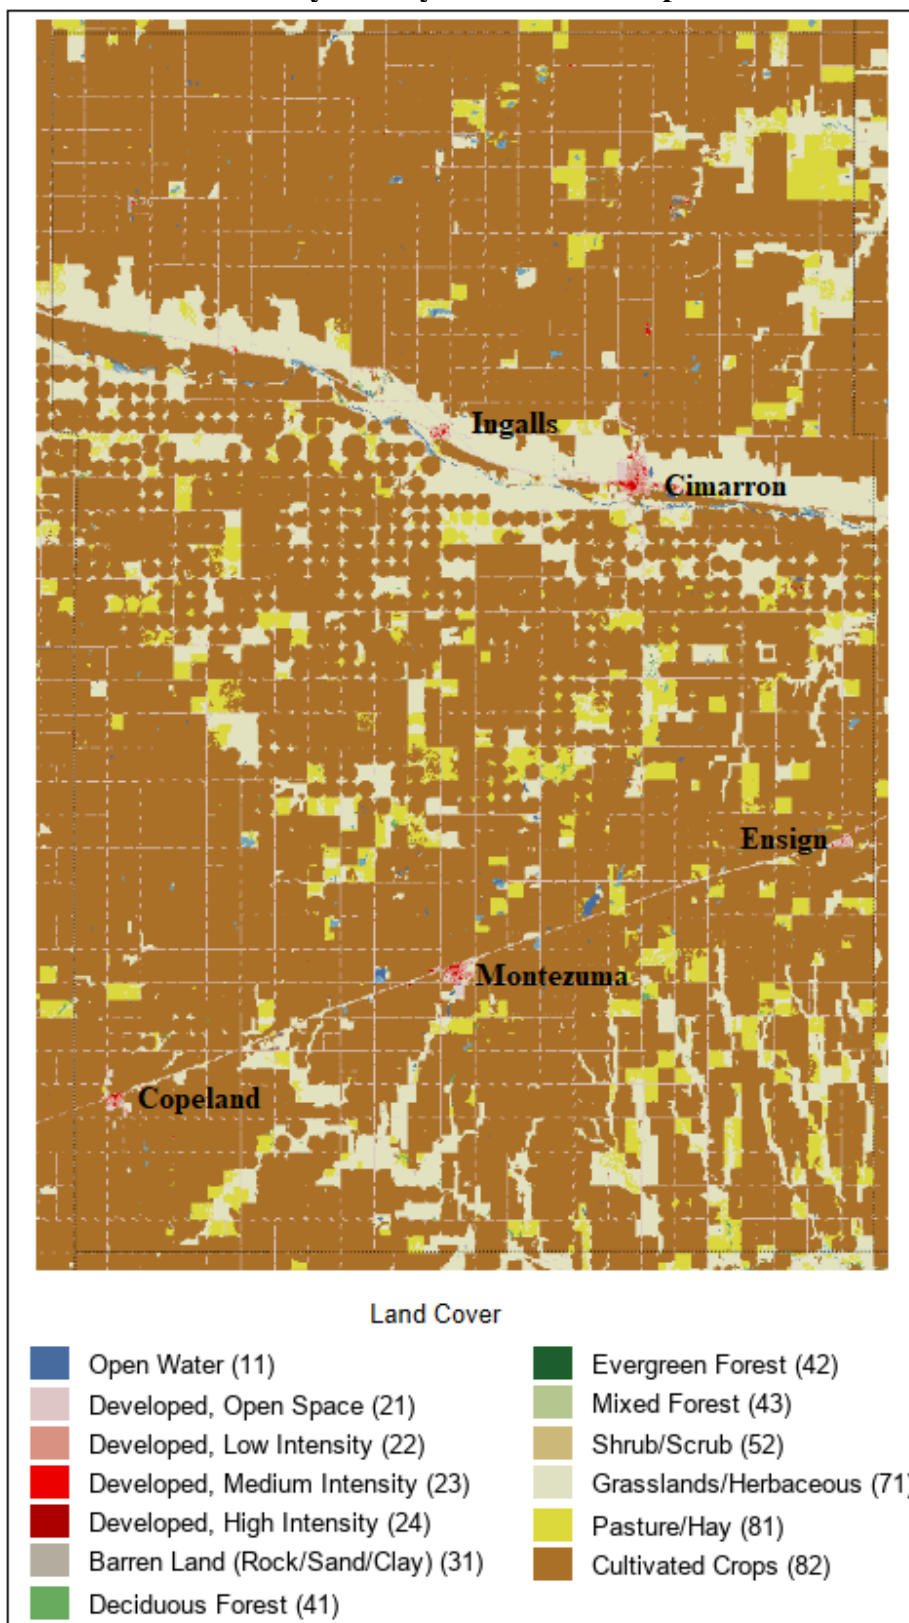 Ingalls
Cimarron
Ensign
Montezuma
Copeland
Land Cover
Open Water (11)
Developed, Open Space (21)
Developed, Low Intensity (22)
Developed, Medium Intensity (23)
Developed, High Intensity (24)
Barren Land (Rock/Sand/Clay) (31)
Deciduous Forest (41)
Evergreen Forest (42)
Mixed Forest (43)
Shrub/Scrub (52)
Grasslands/Herbaceous (71)
Pasture/Hay (81)
Cultivated Crops (82)